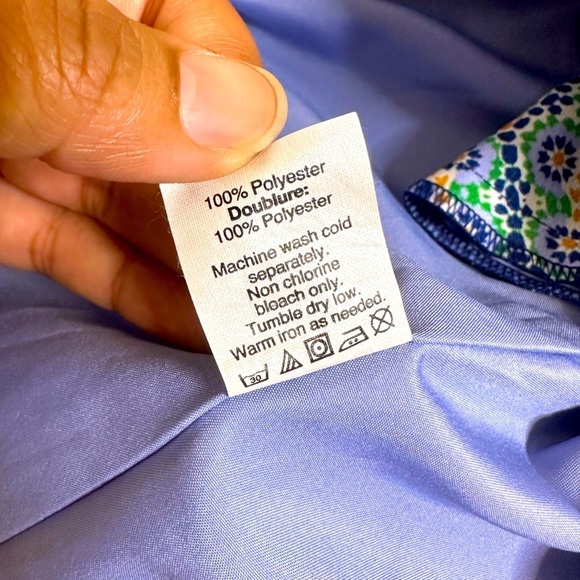 100% Polyester
Doublure:
100% Polyester
Machine wash cold
separately.
Non chlorine
bleach only.
Tumble dry low.
Warm iron as needed.
30